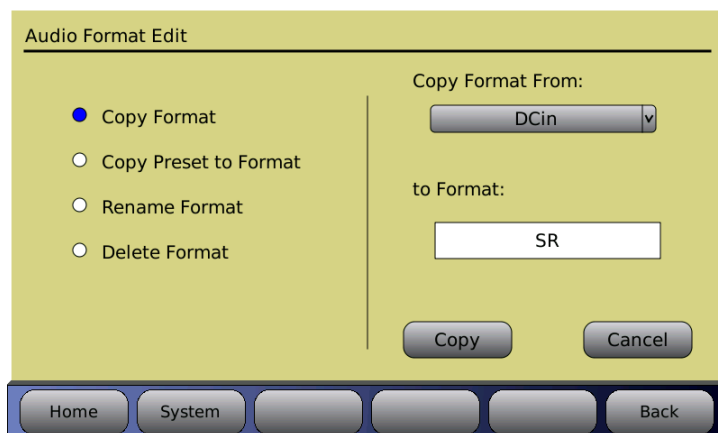 Audio Format Edit
Copy Format
Copy Preset to Format
Rename Format
Delete Format
Copy Format From:
DCin
to Format:
SR
Copy
Cancel
Home
System
Back